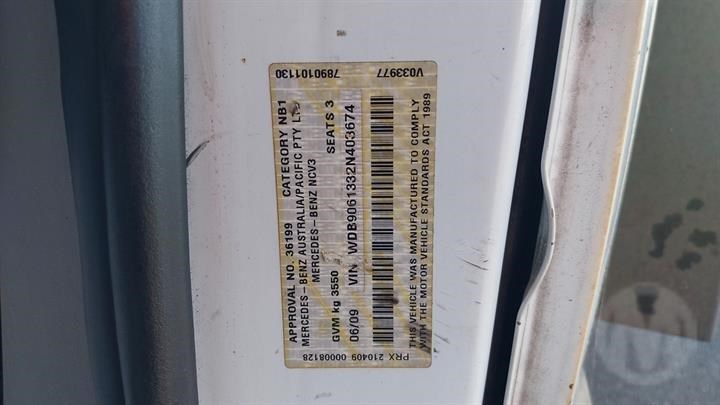 APPROVAL NO. 36199 CATEGORY NB1
MERCEDES-BENZ AUSTRALIA/PACIFIC PTY LTD
MERCEDES-BENZ NCV3
GVM kg 3550 SEATS 3
06/09 VIN WDB9061332N403674
THIS VEHICLE WAS MANUFACTURED TO COMPLY
WITH THE MOTOR VEHICLE STANDARDS ACT 1989
PRX 210409 00008128
7890101130
V033977